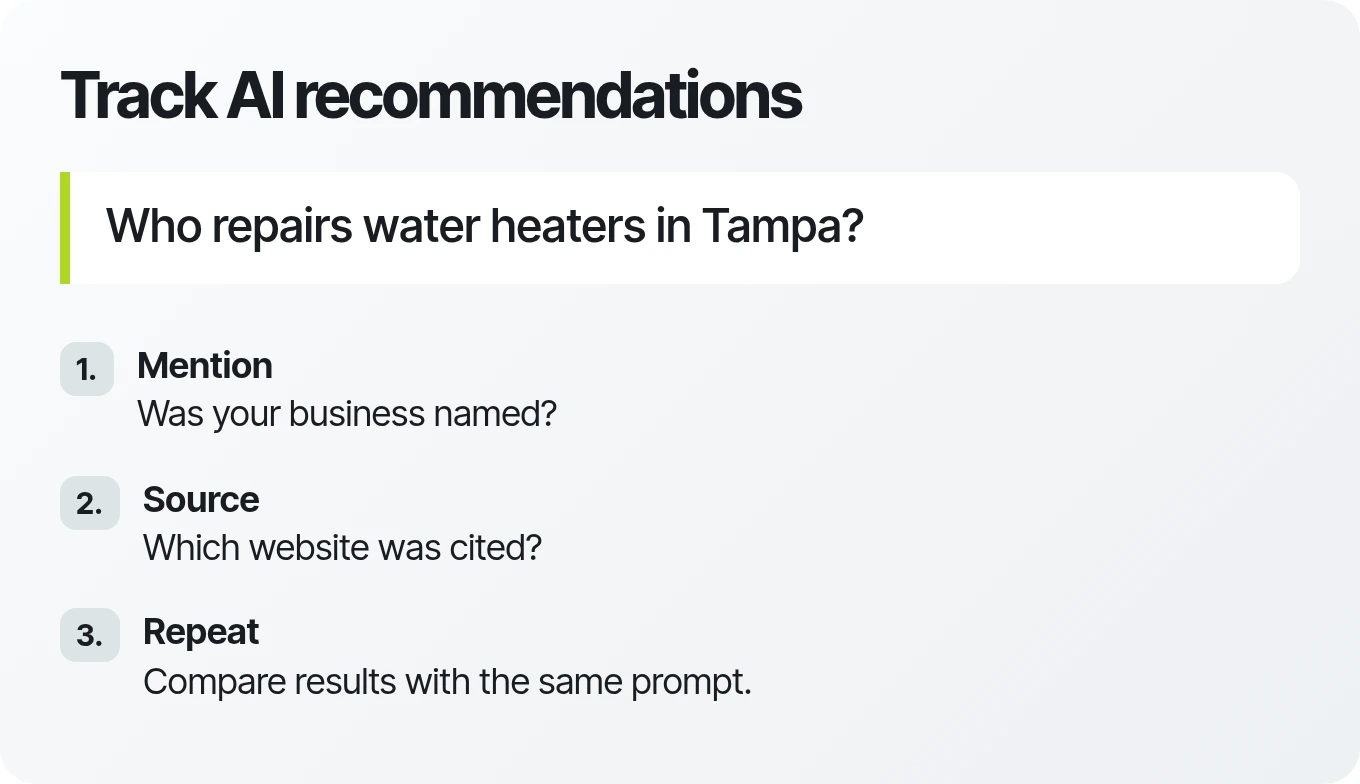 Track AI recommendations
Who repairs water heaters in Tampa?
1. Mention
Was your business named?
2. Source
Which website was cited?
3. Repeat
Compare results with the same prompt.